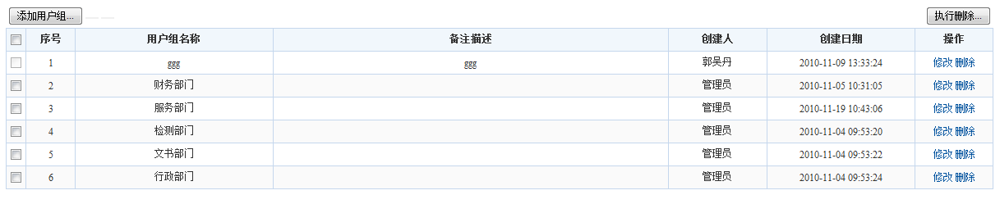 添加用户组... 执行删除...
序号 用户组名称 备注描述 创建人 创建日期 操作
1 ggg ggg 郭吴丹 2010-11-09 13:33:24 修改 删除
2 财务部门 管理员 2010-11-05 10:31:05 修改 删除
3 服务部门 管理员 2010-11-19 10:43:06 修改 删除
4 检测部门 管理员 2010-11-04 09:53:20 修改 删除
5 文书部门 管理员 2010-11-04 09:53:22 修改 删除
6 行政部门 管理员 2010-11-04 09:53:24 修改 删除